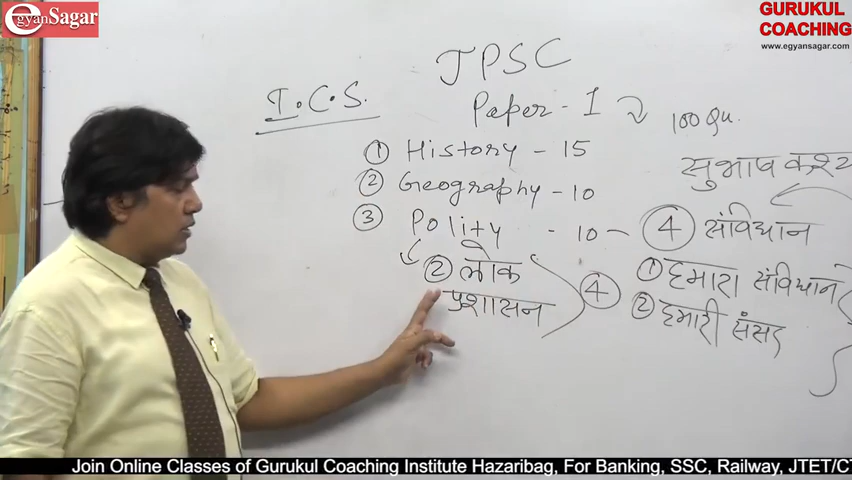 egyanSagar
GURUKUL
COACHING
www.egyansagar.com
JPSC
I.C.S.
Paper - 1
100 Qu.
① History - 15
② Geography - 10
③ Polity - 10 -
② लोक
प्रशासन
④
सुभाष कश्य
④ संविधान
① हमारा संविधान
② हमारी संसद
Join Online Classes of Gurukul Coaching Institute Hazaribag, For Banking, SSC, Railway, JTET/CT